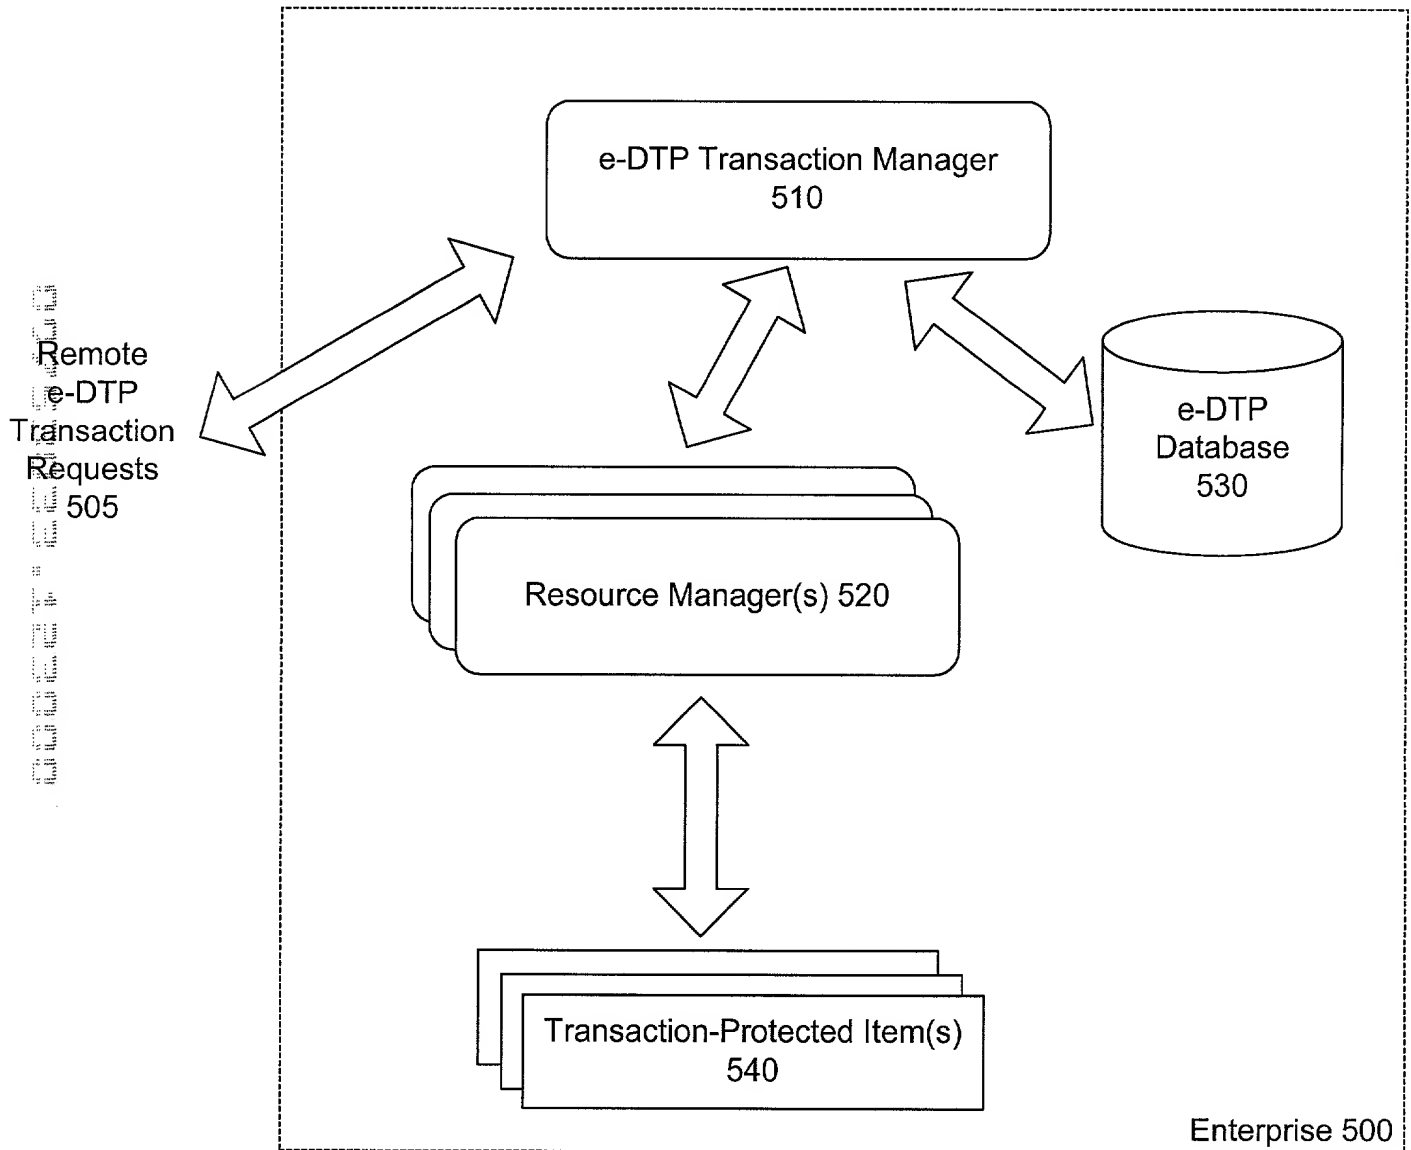 e-DTP Transaction Manager
510
Remote
e-DTP
Transaction
Requests
505
e-DTP
Database
530
Resource Manager(s) 520
Transaction-Protected Item(s)
540
Enterprise 500